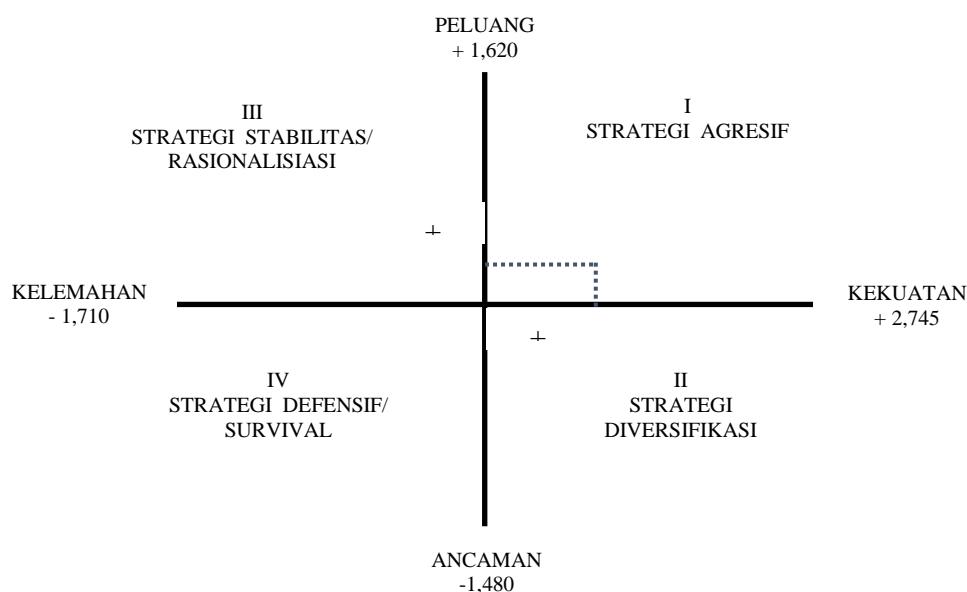 PELUANG
+ 1,620
III
STRATEGI STABILITAS/
RASIONALISIASI
I
STRATEGI AGRESIF
+
KELEMAHAN
- 1,710
KEKUATAN
+ 2,745
+
IV
STRATEGI DEFENSIF/
SURVIVAL
II
STRATEGI
DIVERSIFIKASI
ANCAMAN
-1,480